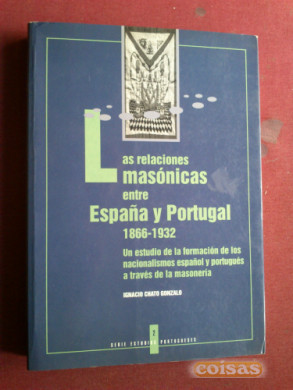 Las relaciones
masónicas
entre
España y Portugal
1866-1932
Un estudio de la formación de los
nacionalismos español y portugués
a través de la masonería
IGNACIO CHATO GONZALO
7
SERIE ESTUDIOS PORTUGUESES
coisas